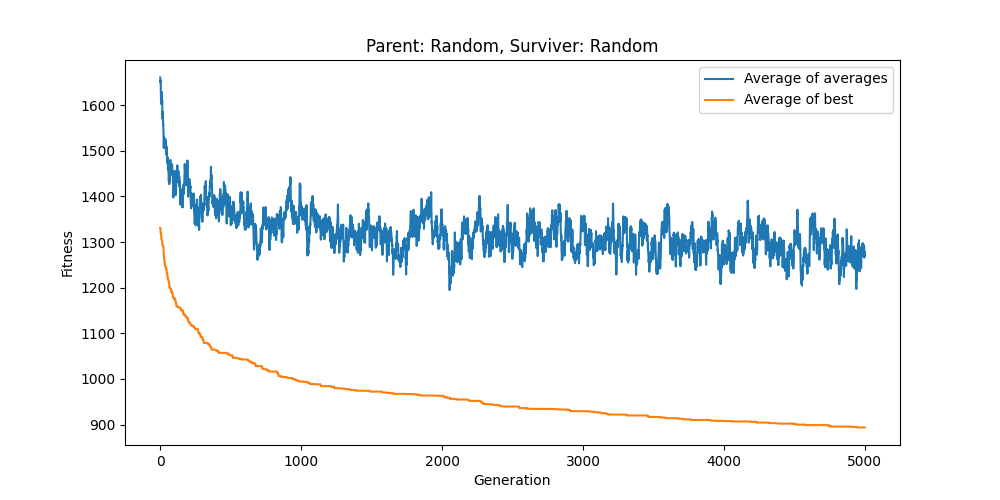 Parent: Random, Surviver: Random
Average of averages
Average of best
Fitness
1600
1500
1400
1300
1200
1100
1000
900
0 1000 2000 3000 4000 5000
Generation